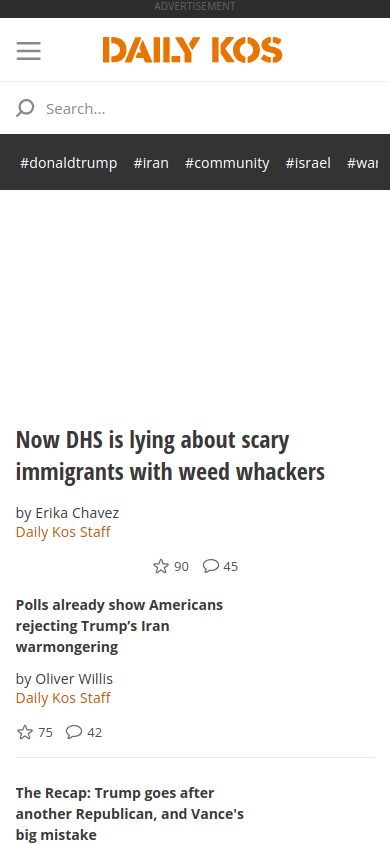 ADVERTISEMENT
DAILY KOS
Search...
#donaldtrump #iran #community #israel
Now DHS is lying about scary
immigrants with weed whackers
by Erika Chavez
Daily Kos Staff
90 45
Polls already show Americans
rejecting Trump’s Iran
warmongering
by Oliver Willis
Daily Kos Staff
75 42
The Recap: Trump goes after
another Republican, and Vance's
big mistake